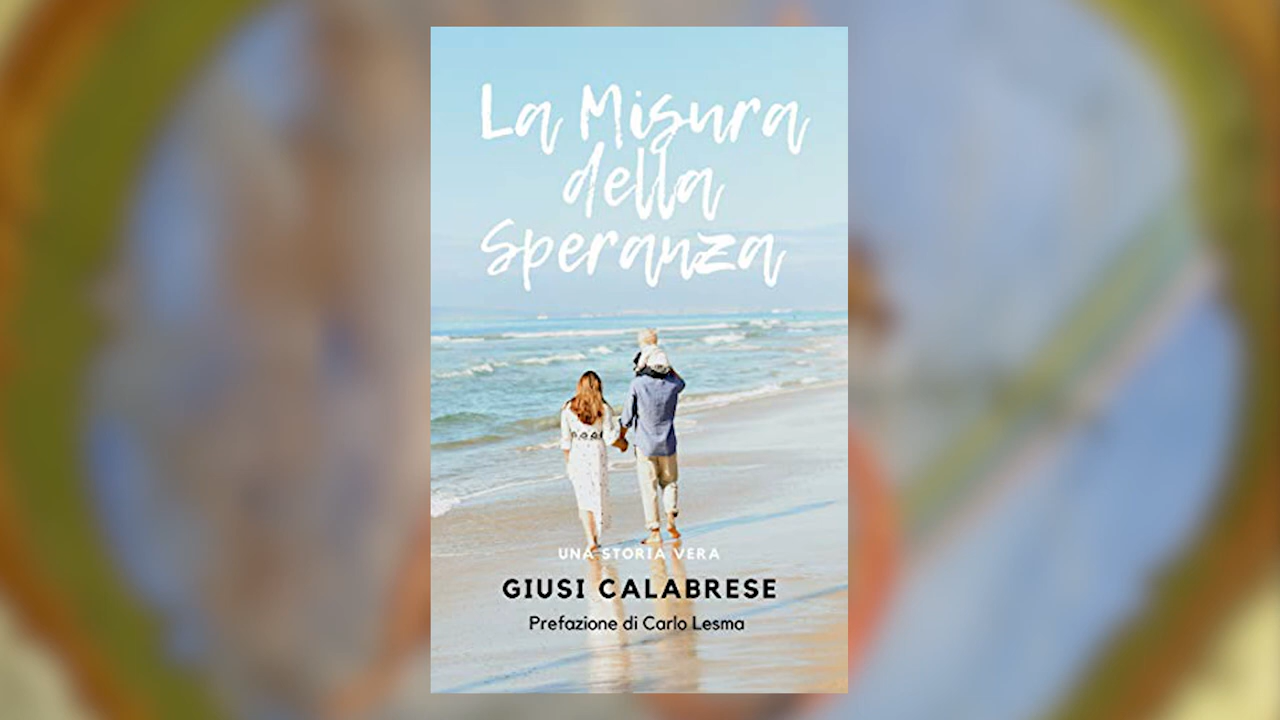 La Misura
della
Speranza
UNA STORIA VERA
GIUSI CALABRESE
Prefazione di Carlo Lesma